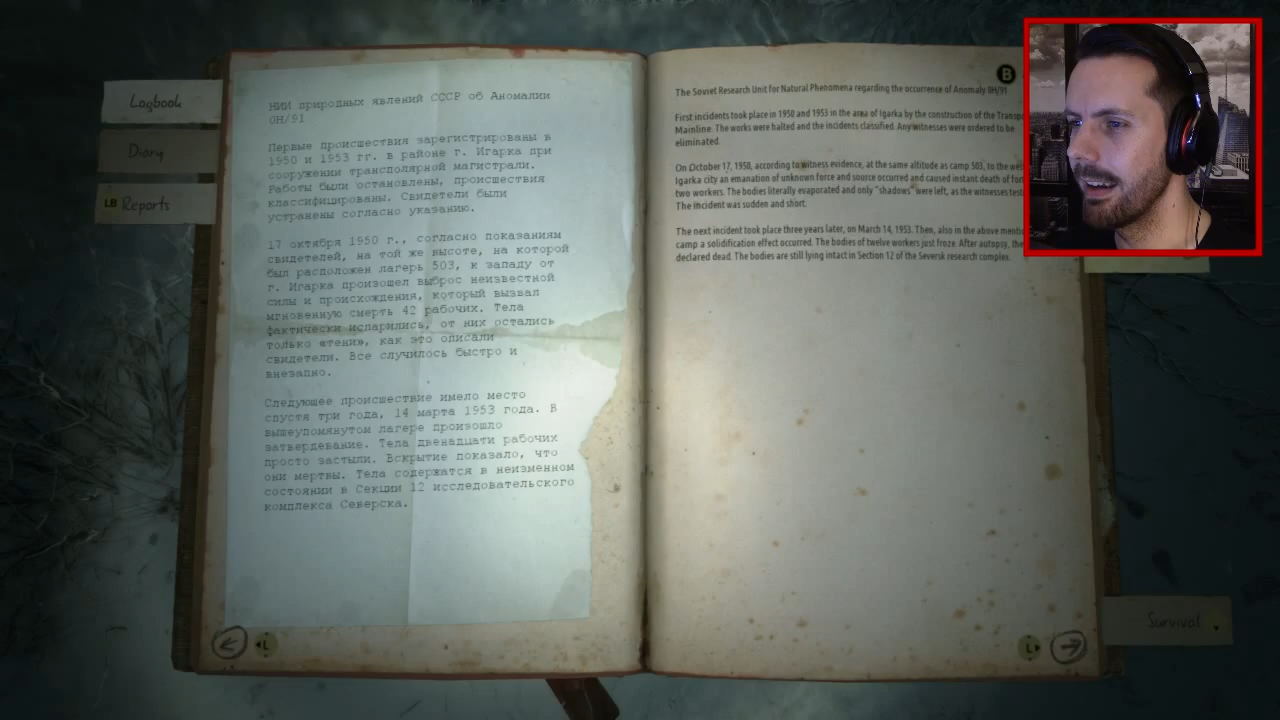 Logbook
Diary
LB Reports
НИИ природных явлений СССР об Аномалии
0Н/91
Первые происшествия зарегистрированы в
1950 и 1953 гг. в районе г. Игарка при
сооружении трансполярной магистрали.
Работы были остановлены, происшествия
классифицированы. Свидетели были
устранены согласно указанию.
17 октября 1950 г., согласно показаниям
свидетелей, на той же высоте, на которой
был расположен лагерь 503, к западу от
г. Игарка произошел выброс неизвестной
силы и происхождения, который вызвал
мгновенную смерть 42 рабочих. Тела
фактически испарились, от них остались
только «тени», как это описали
свидетели. Все случилось быстро и
внезапно.
Следующее происшествие имело место
спустя три года, 14 марта 1953 года. В
вышеупомянутом лагере произошло
затвердевание. Тела двенадцати рабочих
просто застыли. Вскрытие показало, что
они мертвы. Тела содержатся в неизменном
состоянии в Секции 12 исследовательского
комплекса Северска.
L
B
The Soviet Research Unit for Natural Phenomena regarding the occurrence of Anomaly 0H/91
First incidents took place in 1950 and 1953 in the area of Igarka by the construction of the
Mainline. The works were halted and the incidents classified. Any witnesses were ordered to be
eliminated.
On October 17, 1950, according to witness evidence, at the same altitude as camp 503, to the
Igarka city an emanation of unknown force and source occurred and caused instant death of
two workers. The bodies literally evaporated and only "shadows" were left, as the witnesses
The incident was sudden and short.
The next incident took place three years later, on March 14, 1953. Then, also in the above
camp a solidification effect occurred. The bodies of twelve workers just froze. After autopsy,
declared dead. The bodies are still lying intact in Section 12 of the Seversk research complex.
Survival
L